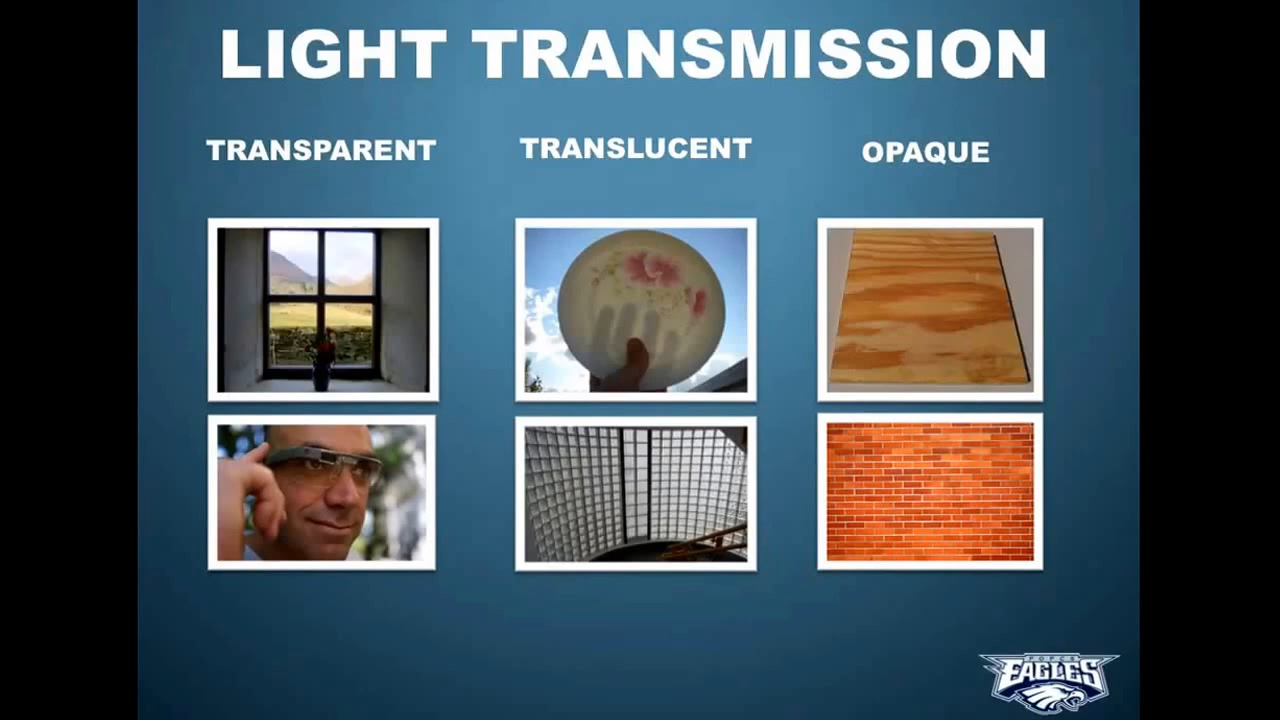 LIGHT TRANSMISSION
TRANSPARENT
TRANSLUCENT
OPAQUE
EAGLES